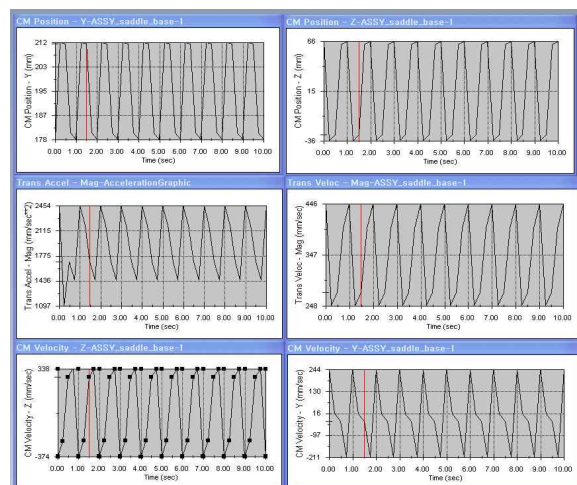 CM Position - Y-ASSY_saddle_base-1
CM Position - Y (mm)
212
203
195
187
178
0.00 1.00 2.00 3.00 4.00 5.00 6.00 7.00 8.00 9.00 10.00
Time (sec)
CM Position - Z-ASSY_saddle_base-1
CM Position - Z (mm)
66
15
-36
0.00 1.00 2.00 3.00 4.00 5.00 6.00 7.00 8.00 9.00 10.00
Time (sec)
Trans Accel - Mag-AccelerationGraphic
Trans Accel - Mag (mm/sec**2)
2454
2115
1775
1436
1097
0.00 1.00 2.00 3.00 4.00 5.00 6.00 7.00 8.00 9.00 10.00
Time (sec)
Trans Veloc - Mag-ASSY_saddle_base-1
Trans Veloc - Mag (mm/sec)
446
347
248
0.00 1.00 2.00 3.00 4.00 5.00 6.00 7.00 8.00 9.00 10.00
Time (sec)
CM Velocity - Z-ASSY_saddle_base-1
CM Velocity - Z (mm/sec)
338
-374
0.00 1.00 2.00 3.00 4.00 5.00 6.00 7.00 8.00 9.00 10.00
Time (sec)
CM Velocity - Y-ASSY_saddle_base-1
CM Velocity - Y (mm/sec)
244
130
16
-97
-211
0.00 1.00 2.00 3.00 4.00 5.00 6.00 7.00 8.00 9.00 10.00
Time (sec)